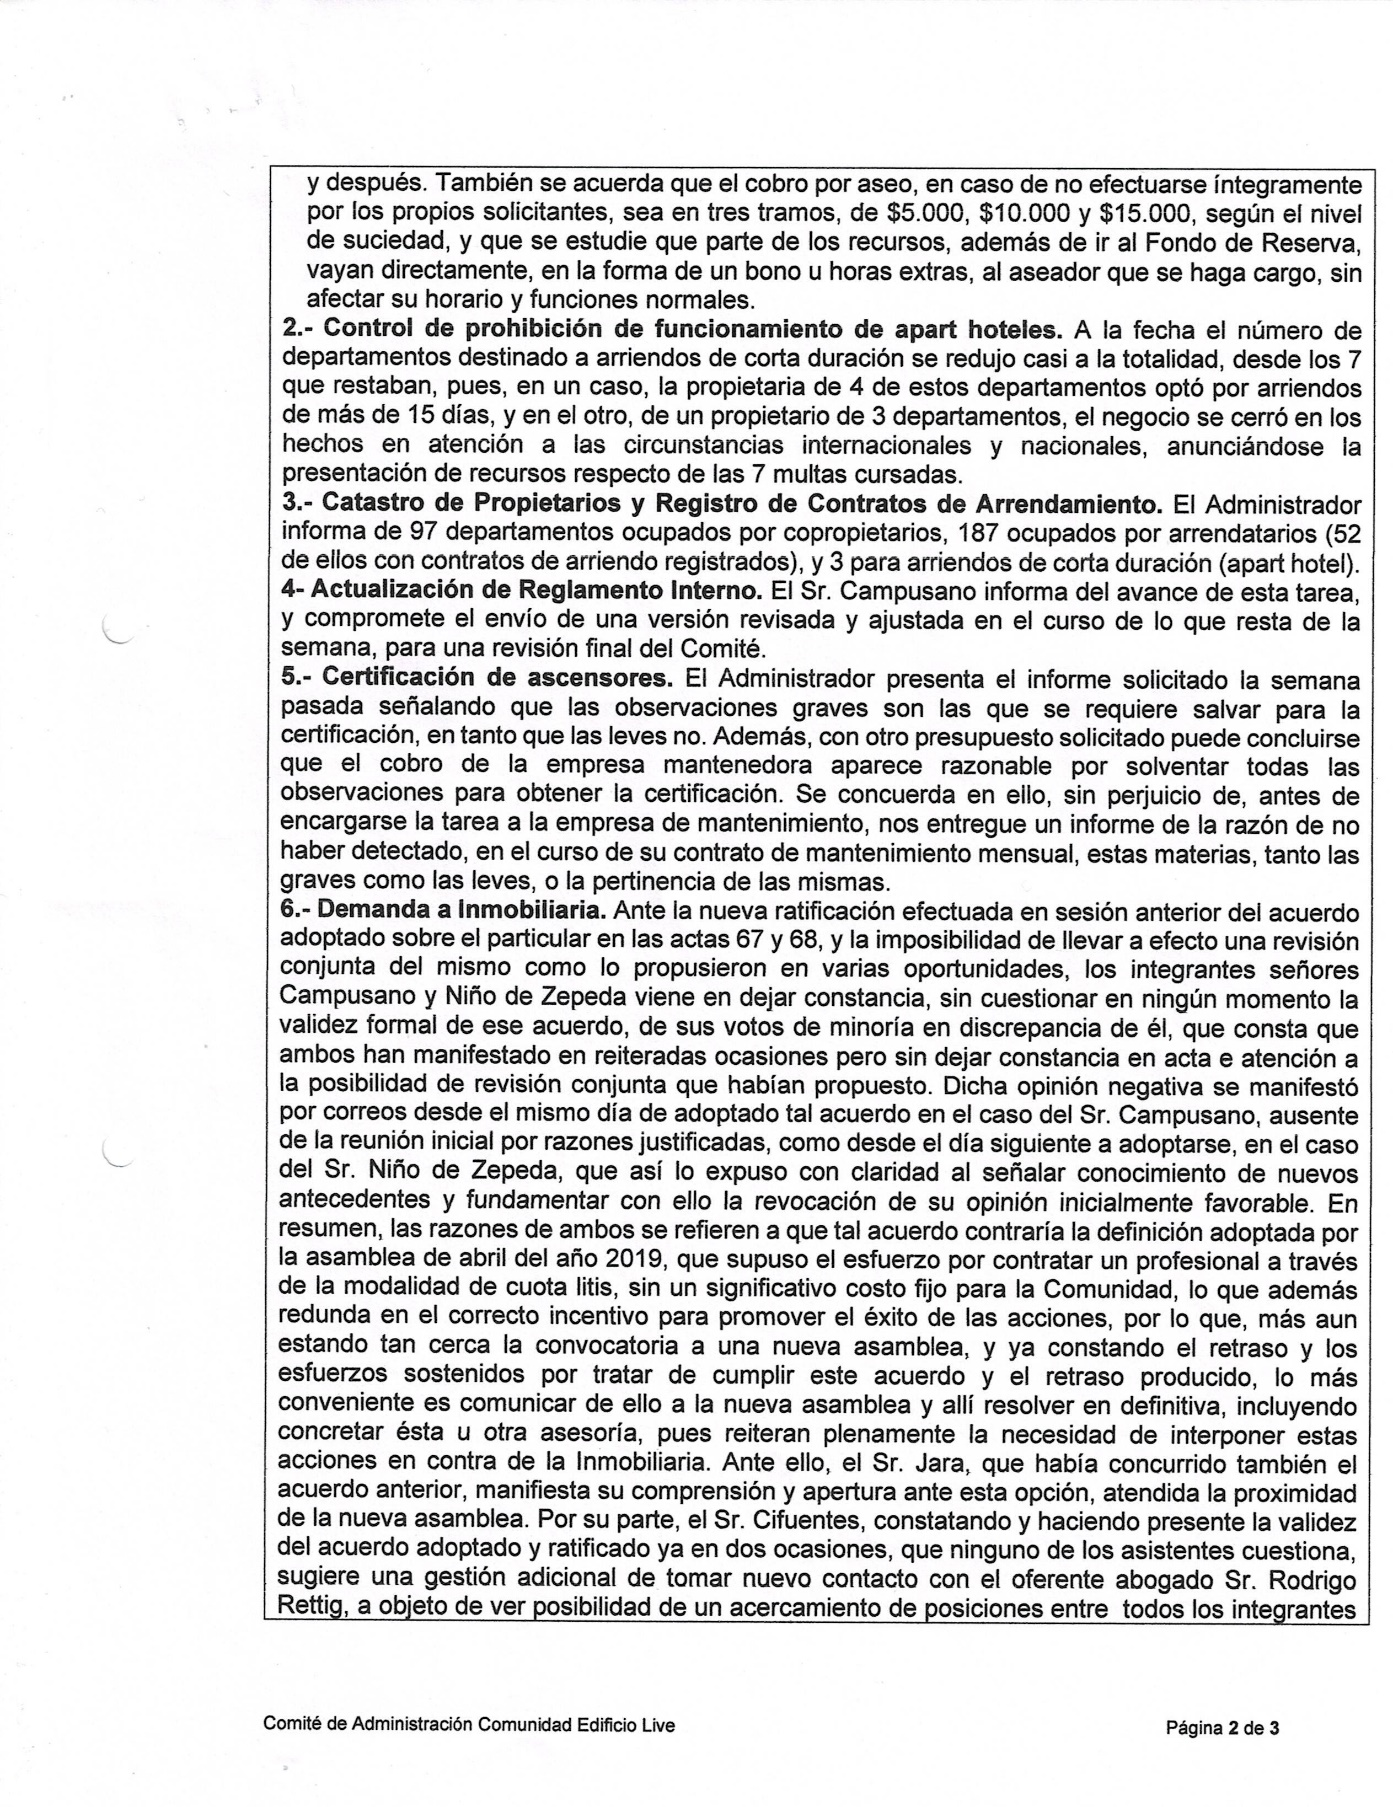 y después. También se acuerda que el cobro por aseo, en caso de no efectuarse íntegramente
por los propios solicitantes, sea en tres tramos, de $5.000, $10.000 y $15.000, según el nivel
de suciedad, y que se estudie que parte de los recursos, además de ir al Fondo de Reserva,
vayan directamente, en la forma de un bono u horas extras, al aseador que se haga cargo, sin
afectar su horario y funciones normales.
2.- Control de prohibición de funcionamiento de apart hoteles. A la fecha el número de
departamentos destinado a arriendos de corta duración se redujo casi a la totalidad, desde los 7
que restaban, pues, en un caso, la propietaria de 4 de estos departamentos optó por arriendos
de más de 15 días, y en el otro, de un propietario de 3 departamentos, el negocio se cerró en los
hechos en atención a las circunstancias internacionales y nacionales, anunciándose la
presentación de recursos respecto de las 7 multas cursadas.
3.- Catastro de Propietarios y Registro de Contratos de Arrendamiento. El Administrador
informa de 97 departamentos ocupados por copropietarios, 187 ocupados por arrendatarios (52
de ellos con contratos de arriendo registrados), y 3 para arriendos de corta duración (apart hotel).
4- Actualización de Reglamento Interno. El Sr. Campusano informa del avance de esta tarea,
y compromete el envío de una versión revisada y ajustada en el curso de lo que resta de la
semana, para una revisión final del Comité.
5.- Certificación de ascensores. El Administrador presenta el informe solicitado la semana
pasada señalando que las observaciones graves son las que se requiere salvar para la
certificación, en tanto que las leves no. Además, con otro presupuesto solicitado puede concluirse
que el cobro de la empresa mantenedora aparece razonable por solventar todas las
observaciones para obtener la certificación. Se concuerda en ello, sin perjuicio de, antes de
encargarse la tarea a la empresa de mantenimiento, nos entregue un informe de la razón de no
haber detectado, en el curso de su contrato de mantenimiento mensual, estas materias, tanto las
graves como las leves, o la pertinencia de las mismas.
6.- Demanda a Inmobiliaria. Ante la nueva ratificación efectuada en sesión anterior del acuerdo
adoptado sobre el particular en las actas 67 y 68, y la imposibilidad de llevar a efecto una revisión
conjunta del mismo como lo propusieron en varias oportunidades, los integrantes señores
Campusano y Niño de Zepeda viene en dejar constancia, sin cuestionar en ningún momento la
validez formal de ese acuerdo, de sus votos de minoría en discrepancia de él, que consta que
ambos han manifestado en reiteradas ocasiones pero sin dejar constancia en acta e atención a
la posibilidad de revisión conjunta que habían propuesto. Dicha opinión negativa se manifestó
por correos desde el mismo día de adoptado tal acuerdo en el caso del Sr. Campusano, ausente
de la reunión inicial por razones justificadas, como desde el día siguiente a adoptarse, en el caso
del Sr. Niño de Zepeda, que así lo expuso con claridad al señalar conocimiento de nuevos
antecedentes y fundamentar con ello la revocación de su opinión inicialmente favorable. En
resumen, las razones de ambos se refieren a que tal acuerdo contraría la definición adoptada por
la asamblea de abril del año 2019, que supuso el esfuerzo por contratar un profesional a través
de la modalidad de cuota litis, sin un significativo costo fijo para la Comunidad, lo que además
redunda en el correcto incentivo para promover el éxito de las acciones, por lo que, más aun
estando tan cerca la convocatoria a una nueva asamblea, y ya constando el retraso y los
esfuerzos sostenidos por tratar de cumplir este acuerdo y el retraso producido, lo más
conveniente es comunicar de ello a la nueva asamblea y allí resolver en definitiva, incluyendo
concretar ésta u otra asesoría, pues reiteran plenamente la necesidad de interponer estas
acciones en contra de la Inmobiliaria. Ante ello, el Sr. Jara, que había concurrido también el
acuerdo anterior, manifiesta su comprensión y apertura ante esta opción, atendida la proximidad
de la nueva asamblea. Por su parte, el Sr. Cifuentes, constatando y haciendo presente la validez
del acuerdo adoptado y ratificado ya en dos ocasiones, que ninguno de los asistentes cuestiona,
sugiere una gestión adicional de tomar nuevo contacto con el oferente abogado Sr. Rodrigo
Rettig, a objeto de ver posibilidad de un acercamiento de posiciones entre todos los integrantes
Comité de Administración Comunidad Edificio Live
Página 2 de 3